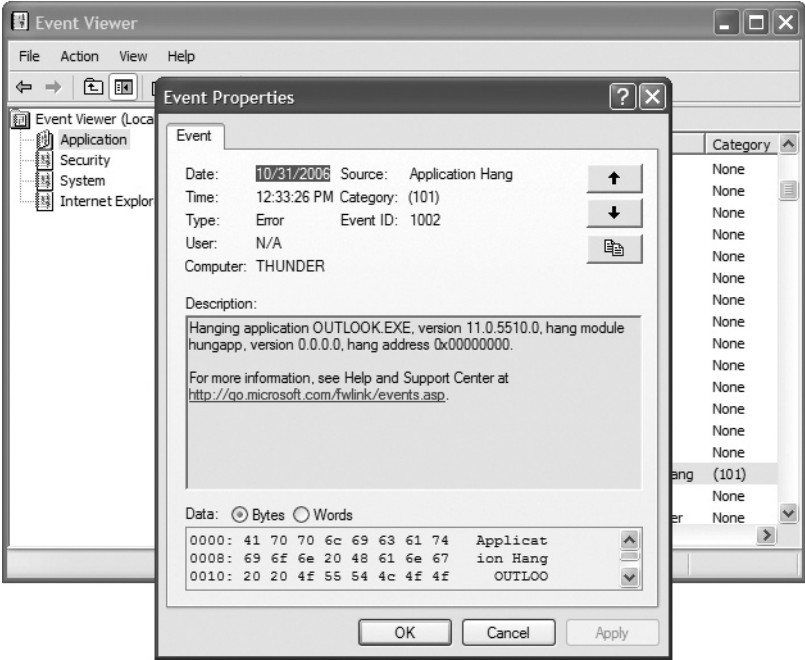 Event Viewer
File Action View Help
Event Viewer (Loca
Application
Security
System
Internet Explor
Category
None
None
None
None
None
None
None
None
None
None
None
None
None
None
ang (101)
None
er None
Event Properties
Event
Date: 10/31/2006 Source: Application Hang
Time: 12:33:26 PM Category: (101)
Type: Error Event ID: 1002
User: N/A
Computer: THUNDER
Description:
Hanging application OUTLOOK.EXE, version 11.0.5510.0, hang module
hungapp, version 0.0.0.0, hang address 0x00000000.
For more information, see Help and Support Center at
http://go.microsoft.com/fwlink/events.asp.
Data: Bytes Words
0000: 41 70 70 6c 69 63 61 74 Applicat
0008: 69 6f 6e 20 48 61 6e 67 ion Hang
0010: 20 20 4f 55 54 4c 4f 4f OUTLOO
OK Cancel Apply